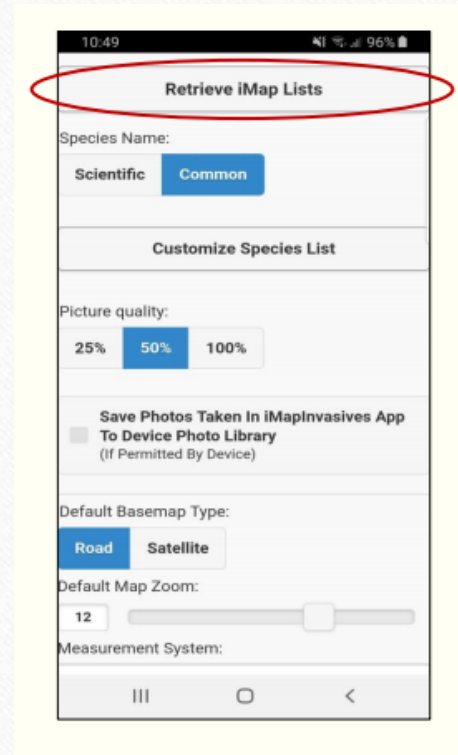 10:49 96%
Retrieve iMap Lists
Species Name:
Scientific Common
Customize Species List
Picture quality:
25% 50% 100%
Save Photos Taken In iMapInvasives App
To Device Photo Library
(If Permitted By Device)
Default Basemap Type:
Road Satellite
Default Map Zoom:
12
Measurement System: